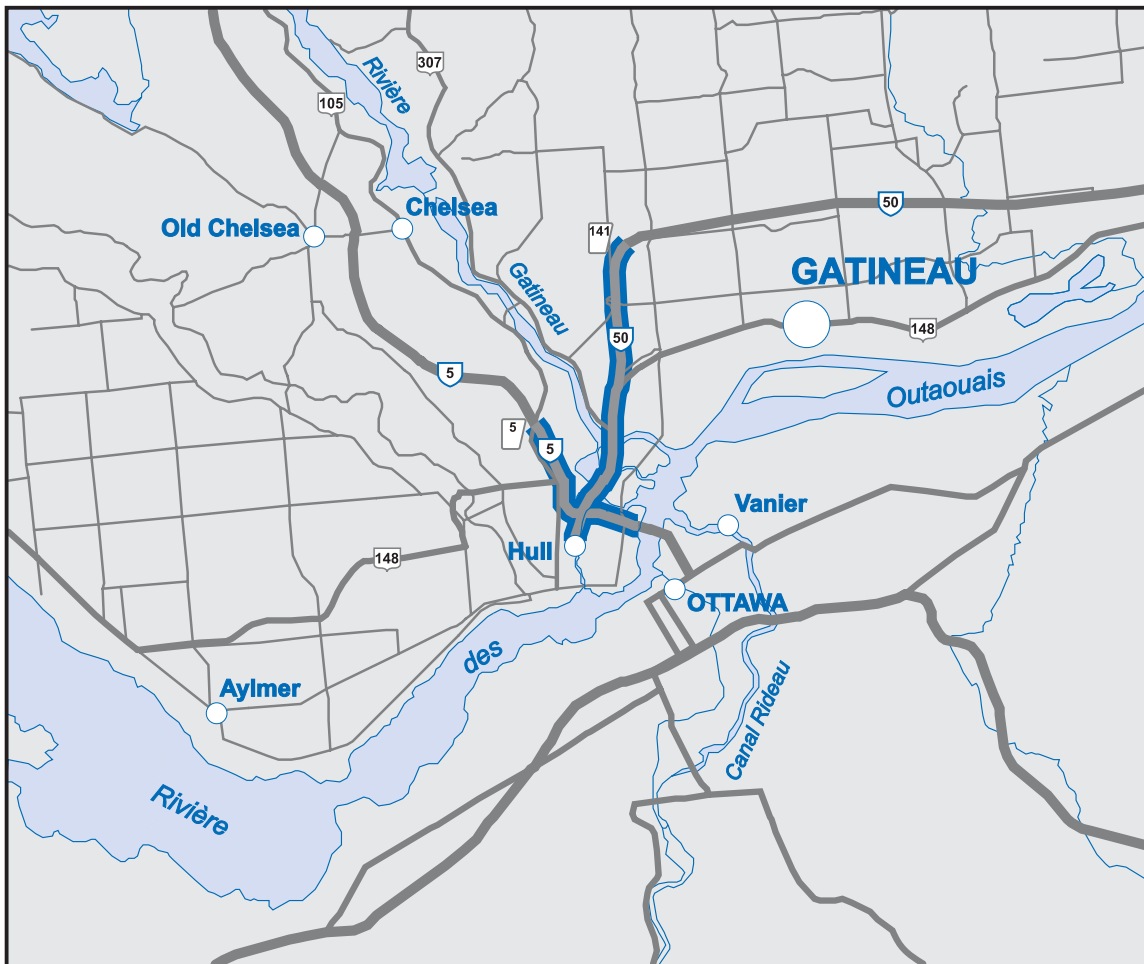 307
Rivière
105
Chelsea
Old Chelsea
50
141
Gatineau
GATINEAU
148
50
5
Outaouais
5
5
Vanier
Hull
148
OTTAWA
des
Aylmer
Canal Rideau
Rivière